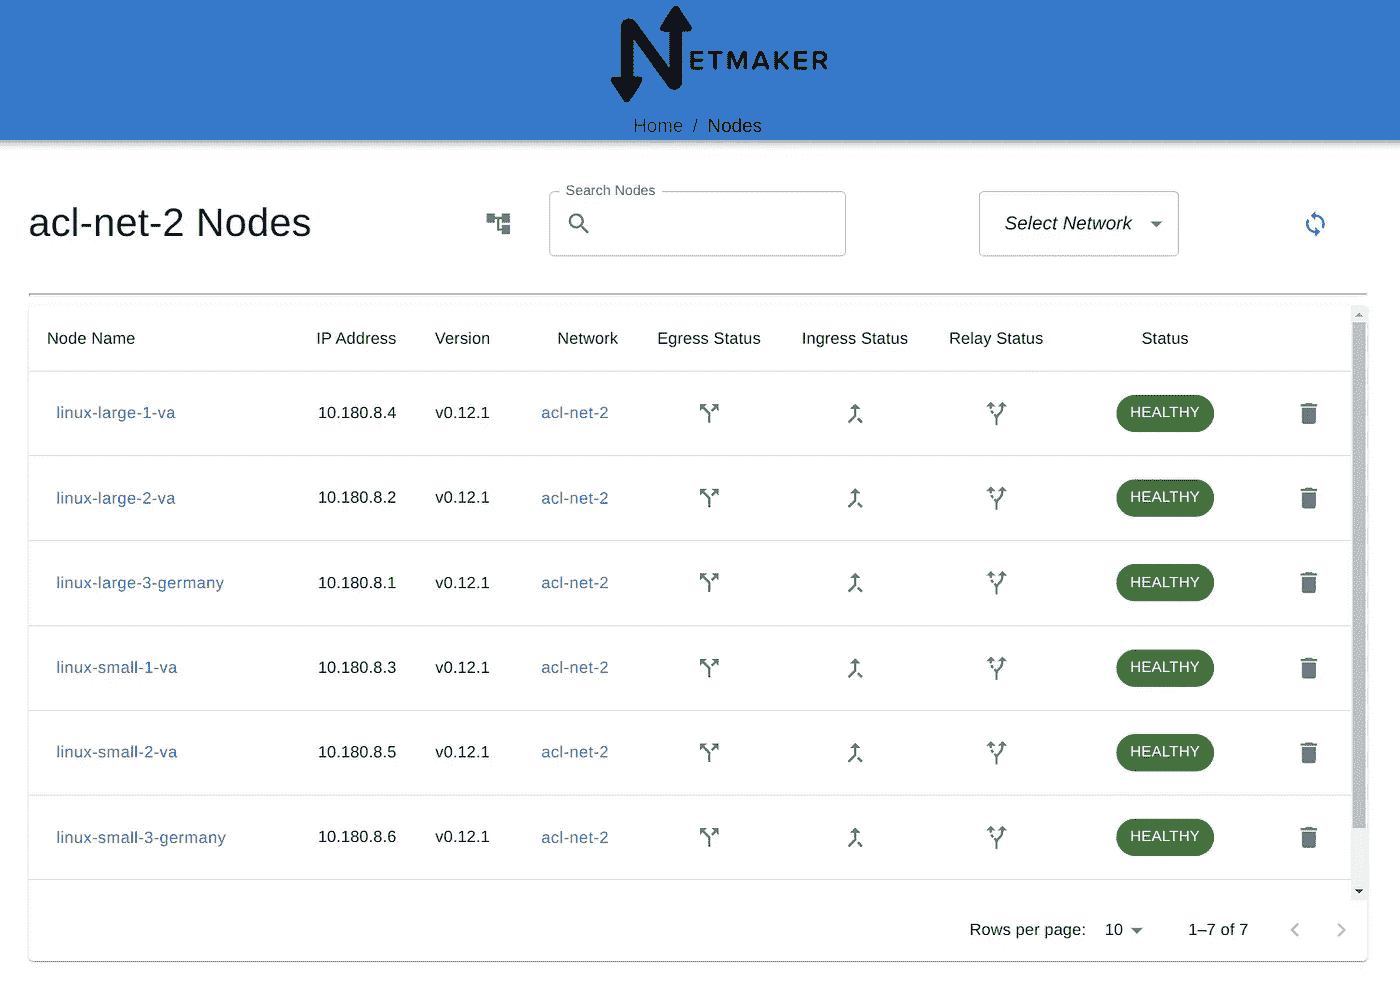 NETMAKER
Home / Nodes
acl-net-2 Nodes
Search Nodes
Select Network
Node Name IP Address Version Network Egress Status Ingress Status Relay Status Status
linux-large-1-va 10.180.8.4 v0.12.1 acl-net-2 HEALTHY
linux-large-2-va 10.180.8.2 v0.12.1 acl-net-2 HEALTHY
linux-large-3-germany 10.180.8.1 v0.12.1 acl-net-2 HEALTHY
linux-small-1-va 10.180.8.3 v0.12.1 acl-net-2 HEALTHY
linux-small-2-va 10.180.8.5 v0.12.1 acl-net-2 HEALTHY
linux-small-3-germany 10.180.8.6 v0.12.1 acl-net-2 HEALTHY
Rows per page: 10 1–7 of 7